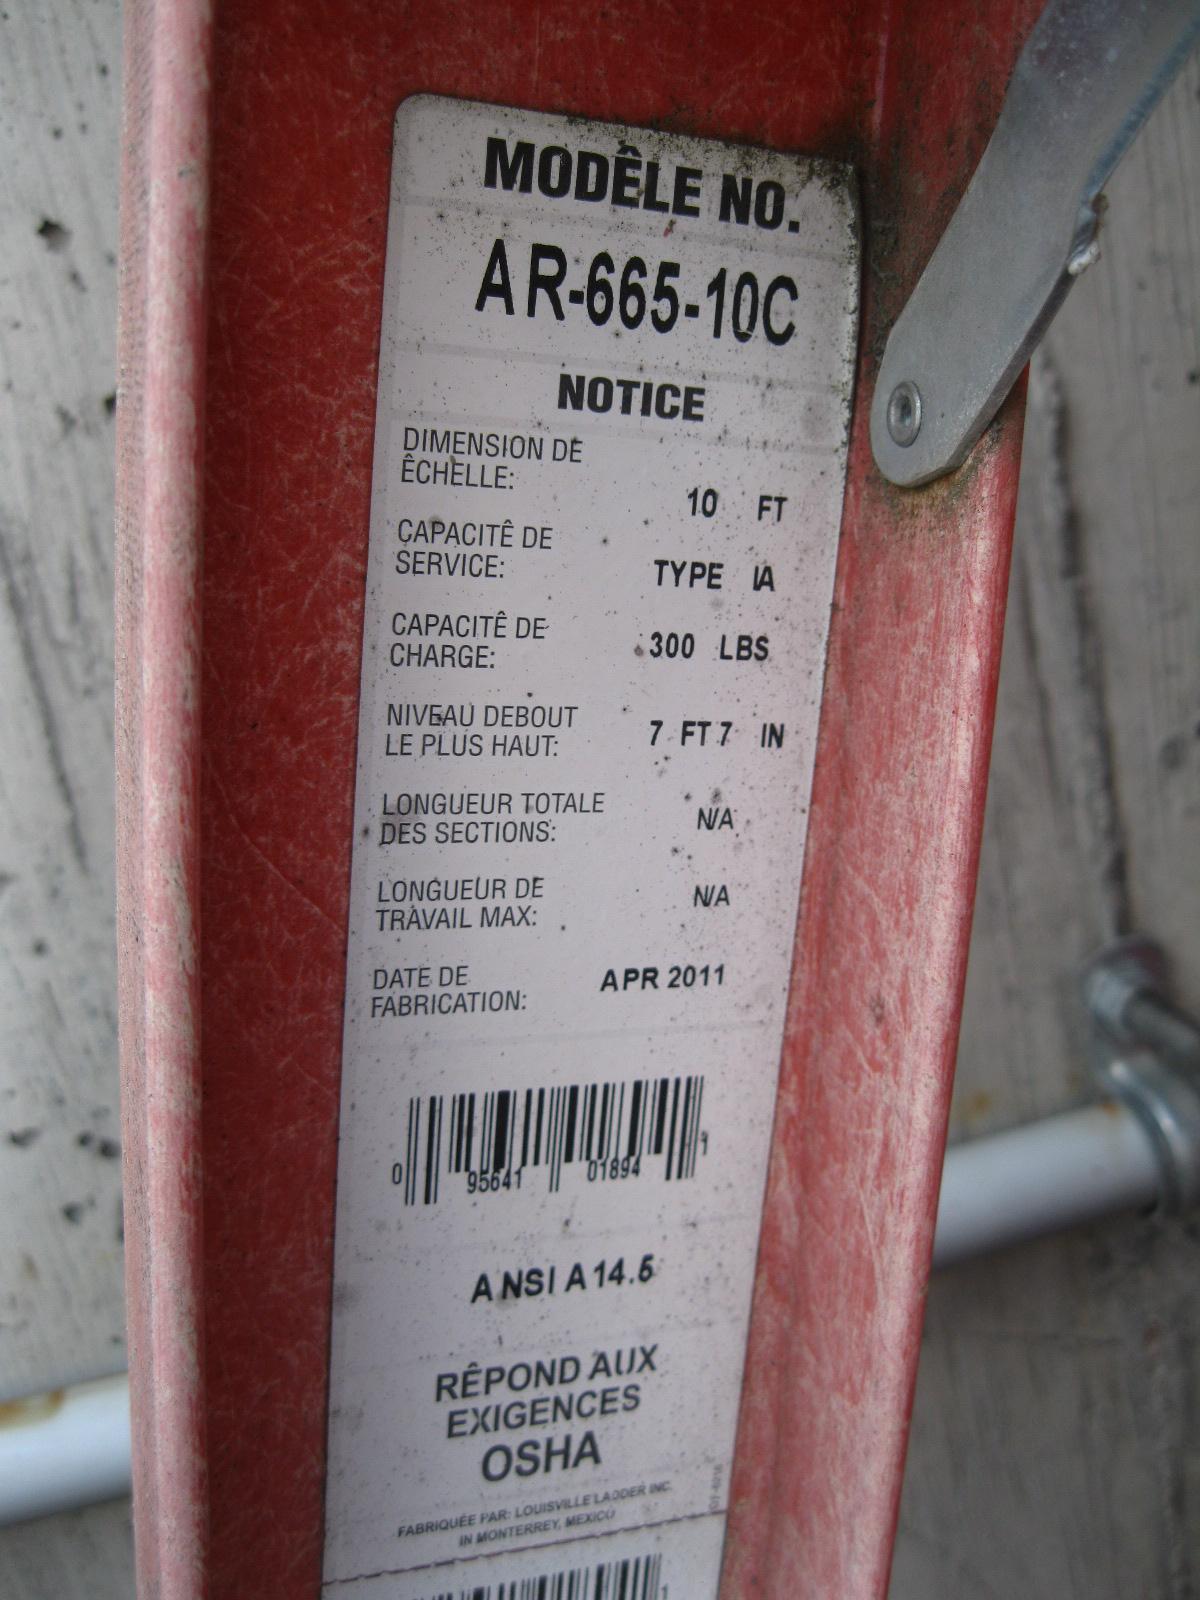 MODÊLE NO.
AR-665-10C
NOTICE
DIMENSION DE
ÊCHELLE:
10 FT
CAPACITÊ DE
SERVICE:
TYPE IA
CAPACITÊ DE
CHARGE:
300 LBS
NIVEAU DEBOUT
LE PLUS HAUT:
7 FT 7 IN
LONGUEUR TOTALE
DES SECTIONS:
N/A
LONGUEUR DE
TRAVAIL MAX:
N/A
DATE DE
FABRICATION:
APR 2011
0 95641 01894 1
ANSI A14.5
RÊPOND AUX
EXIGENCES
OSHA
FABRIQUÉE PAR: LOUISVILLE LADDER INC.
IN MONTERREY, MEXICO